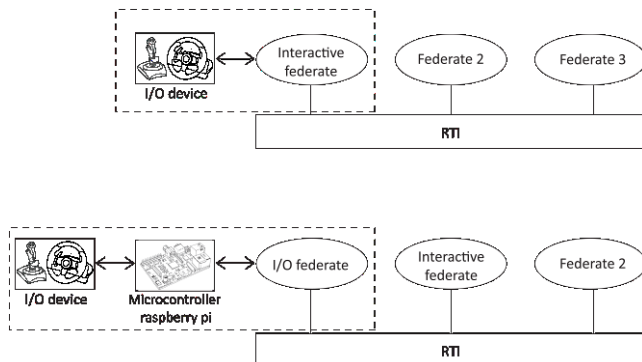 Interactive
federate
Federate 2
Federate 3
I/O device
RTI
I/O federate
Interactive
federate
Federate 2
I/O device
Microcontroller
raspberry pi
RTI